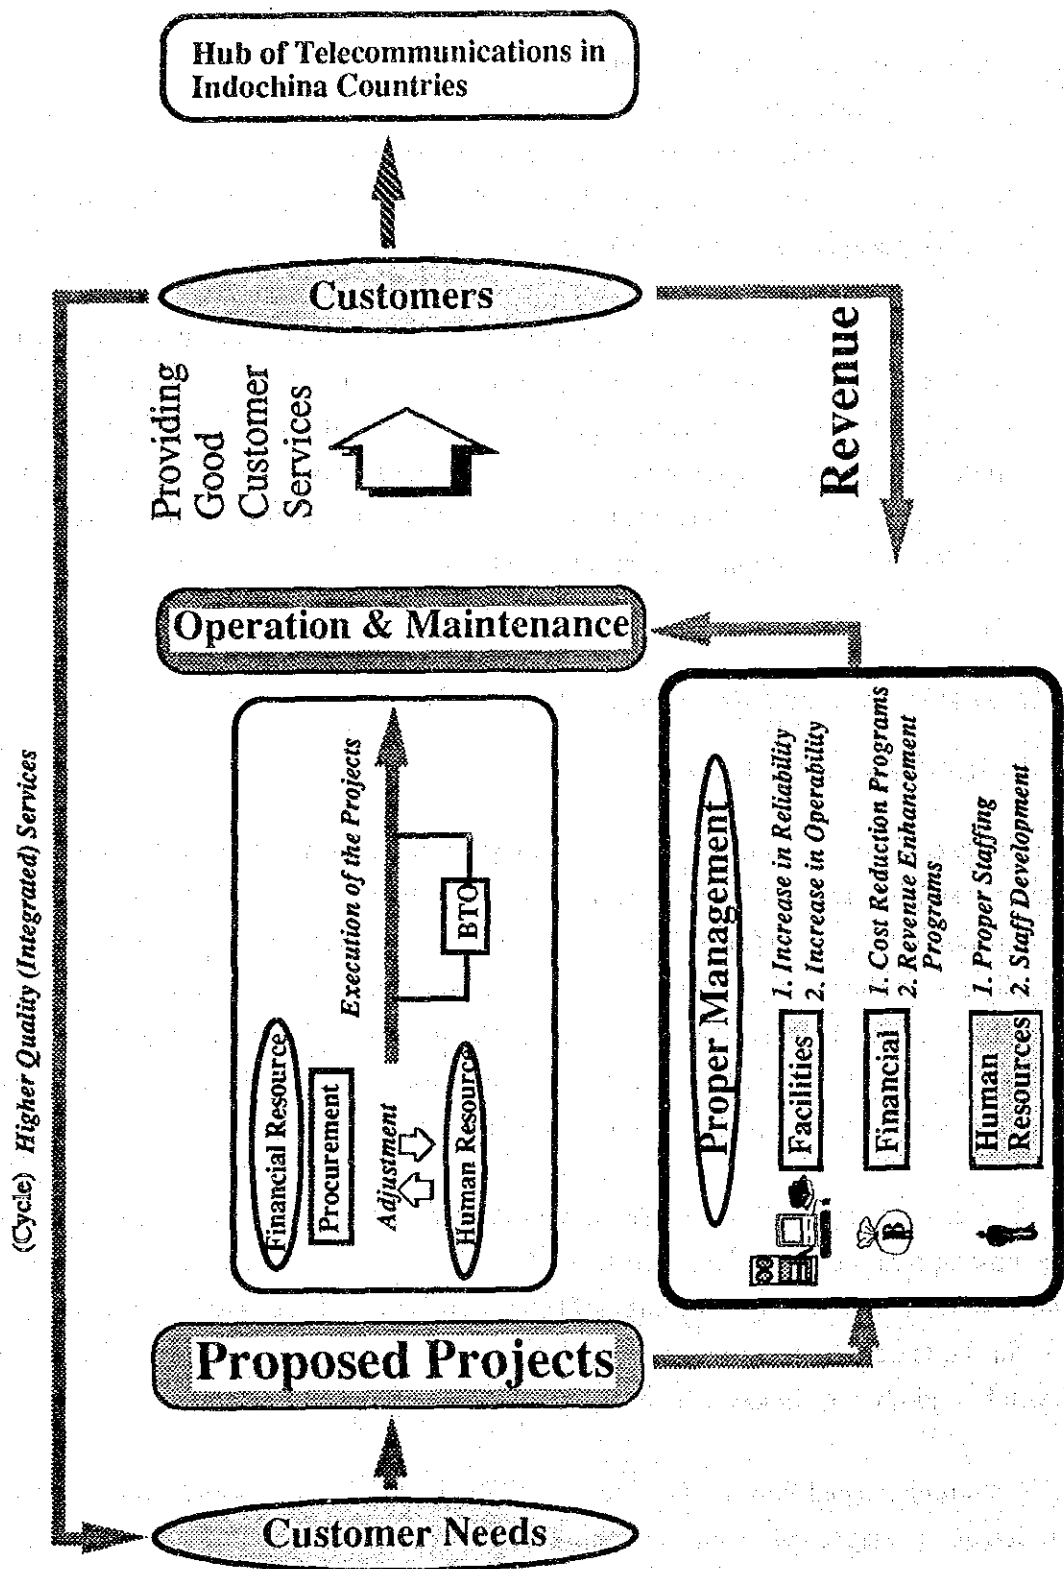 Hub of Telecommunications in
Indochina Countries
Customers
Providing
Good
Customer
Services
Revenue
Operation & Maintenance
(Cycle) Higher Quality (Integrated) Services
Execution of the Projects
BTO
Financial Resource
Procurement
Adjustment
Human Resource
Proper Management
Facilities
1. Increase in Reliability
2. Increase in Operability
B
Financial
1. Cost Reduction Programs
2. Revenue Enhancement
Programs
Human
Resources
1. Proper Staffing
2. Staff Development
Proposed Projects
Customer Needs